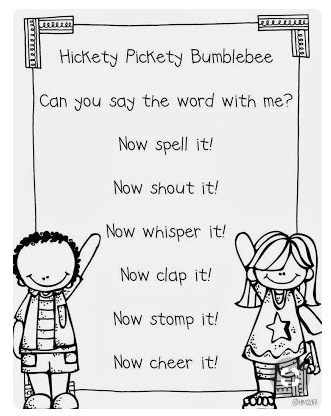 Hickety Pickety Bumblebee
Can you say the word with me?
Now spell it!
Now shout it!
Now whisper it!
Now clap it!
Now stomp it!
Now cheer it!